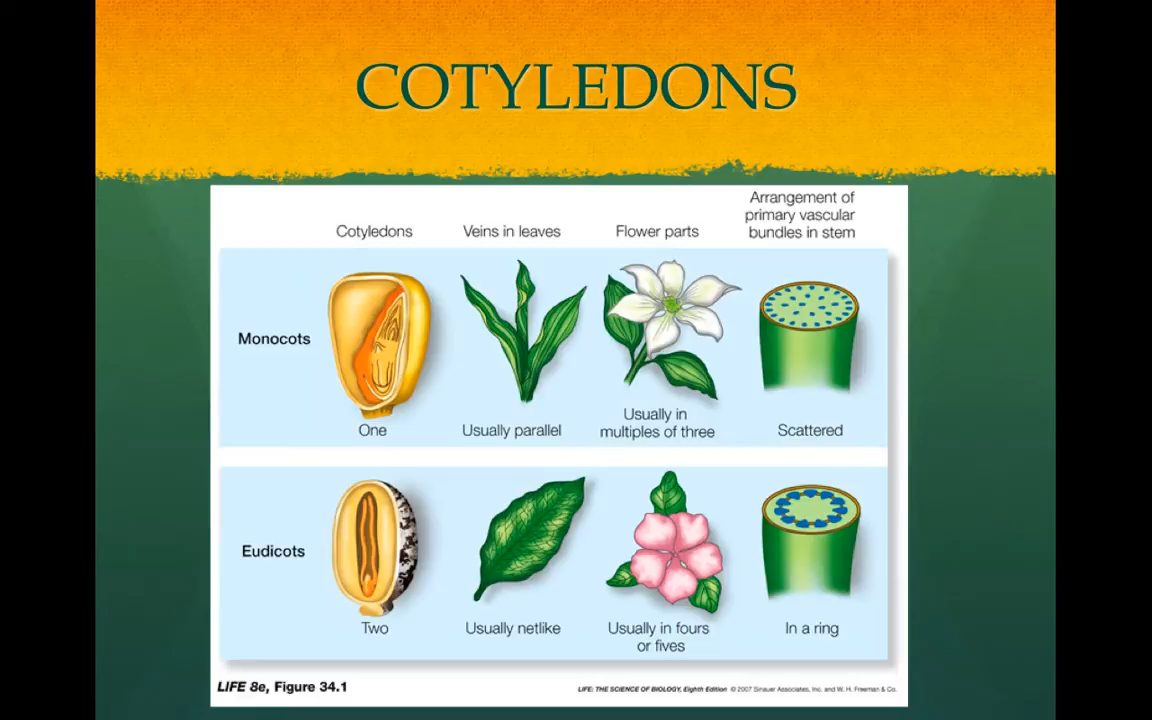 COTYLEDONS
Arrangement of
primary vascular
Cotyledons Veins in leaves Flower parts bundles in stem
Monocots
One Usually parallel Usually in
multiples of three Scattered
Eudicots
Two Usually netlike Usually in fours
or fives In a ring
LIFE 8e, Figure 34.1
LIFE: THE SCIENCE OF BIOLOGY, Eighth Edition © 2007 Sinauer Associates, Inc. and W. H. Freeman & Co.